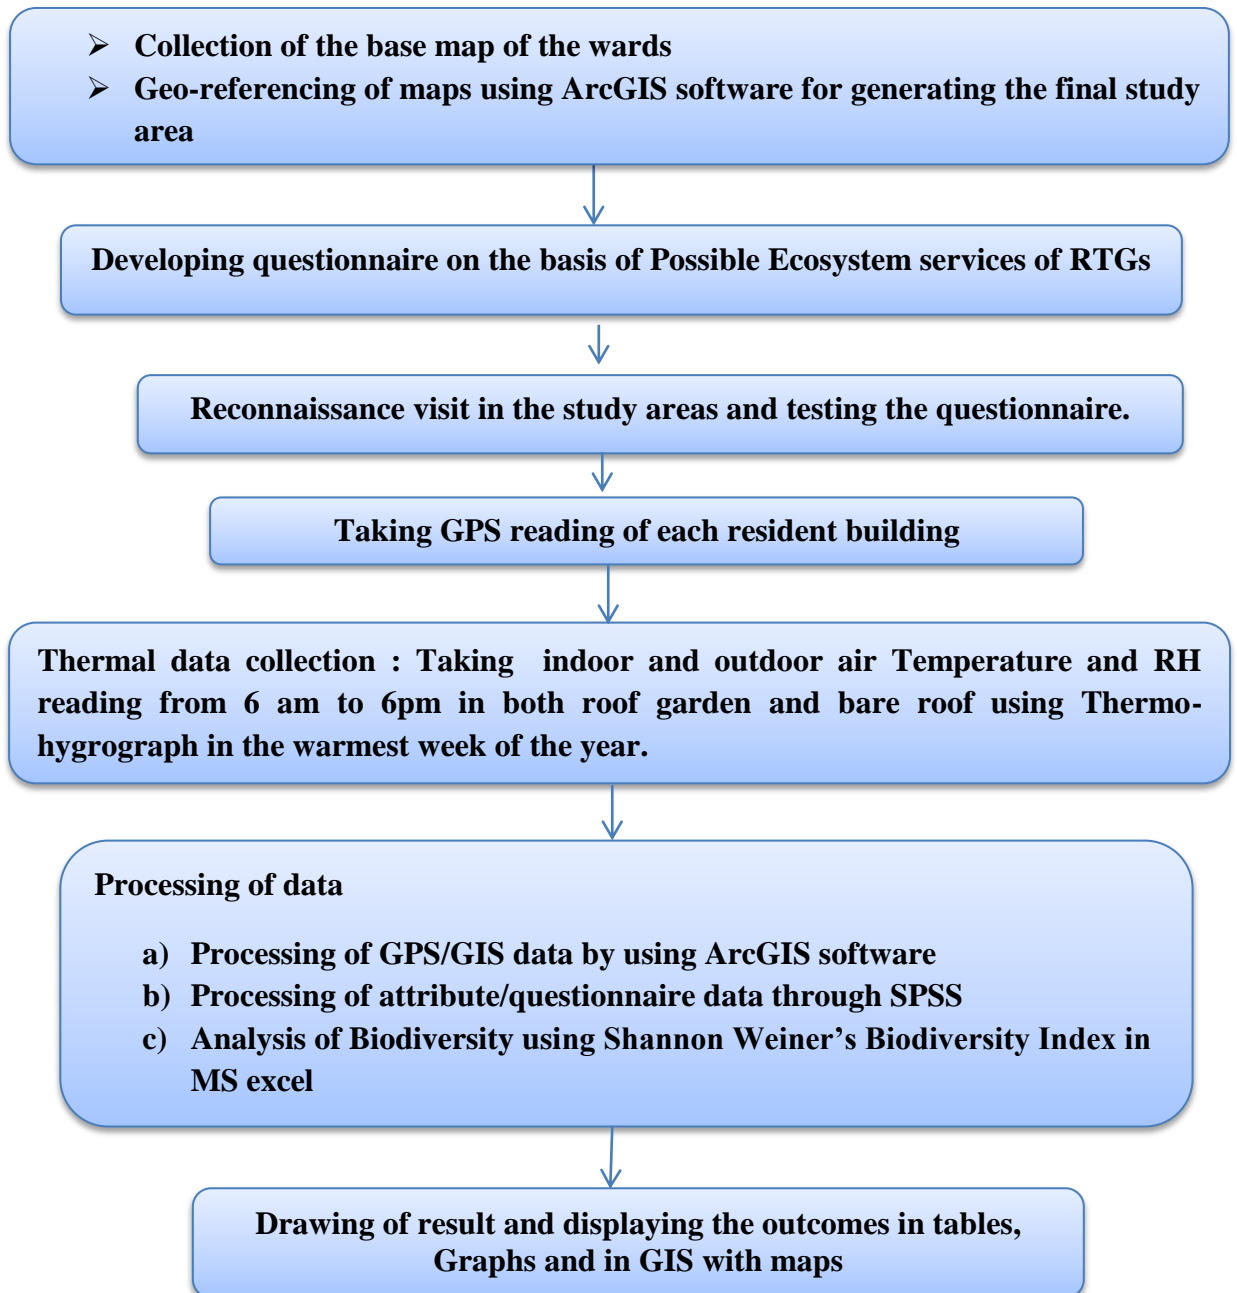 ➢ Collection of the base map of the wards
➢ Geo-referencing of maps using ArcGIS software for generating the final study
area
Developing questionnaire on the basis of Possible Ecosystem services of RTGs
Reconnaissance visit in the study areas and testing the questionnaire.
Taking GPS reading of each resident building
Thermal data collection : Taking indoor and outdoor air Temperature and RH
reading from 6 am to 6pm in both roof garden and bare roof using Thermo-
hygrograph in the warmest week of the year.
Processing of data
a) Processing of GPS/GIS data by using ArcGIS software
b) Processing of attribute/questionnaire data through SPSS
c) Analysis of Biodiversity using Shannon Weiner’s Biodiversity Index in
MS excel
Drawing of result and displaying the outcomes in tables,
Graphs and in GIS with maps